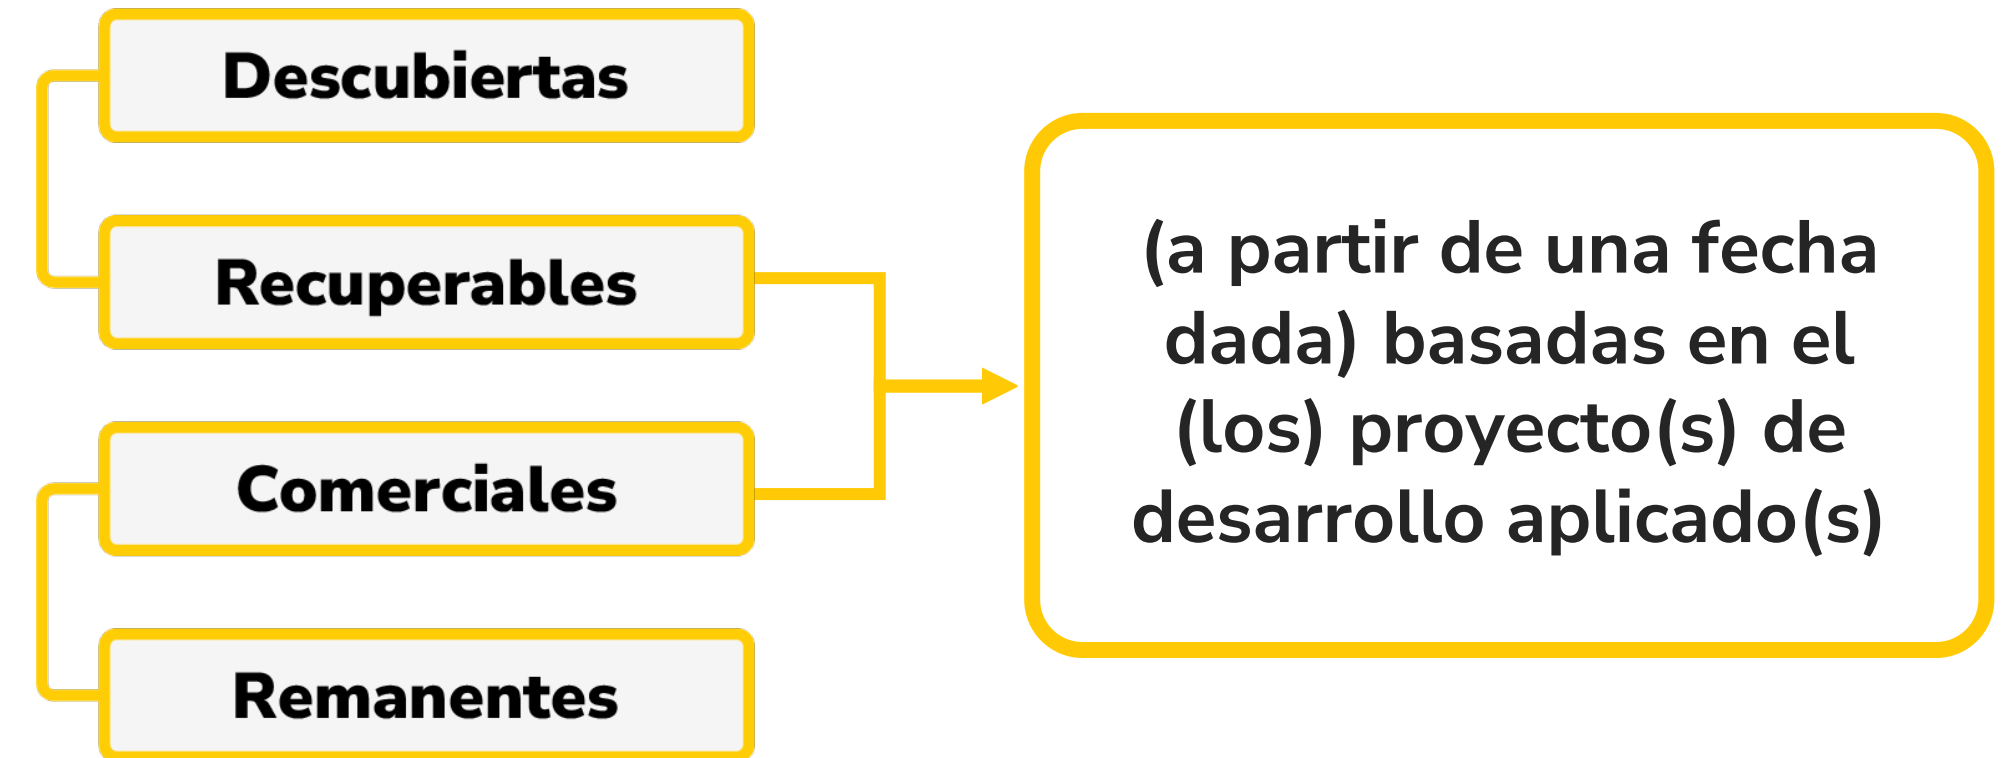 Descubiertas
Recuperables
Comerciales
Remanentes
(a partir de una fecha
dada) basadas en el
(los) proyecto(s) de
desarrollo aplicado(s)